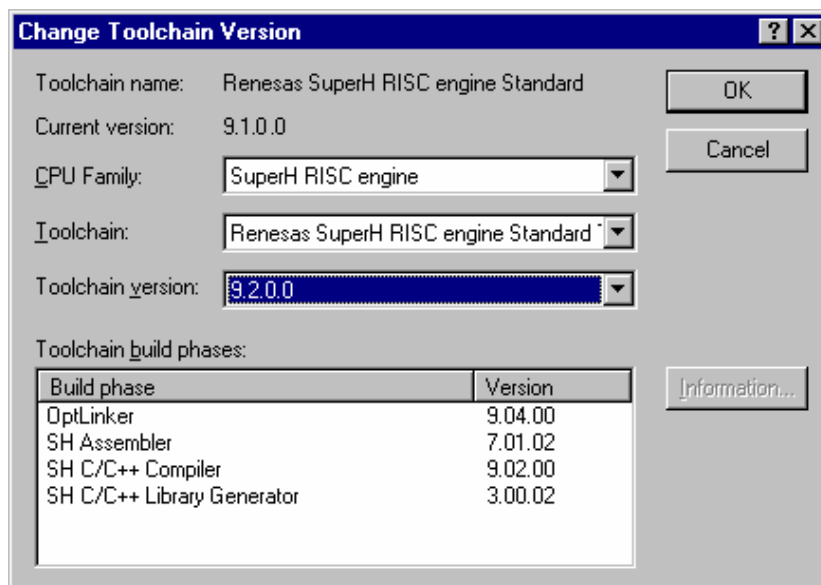 Change Toolchain Version
Toolchain name: Renesas SuperH RISC engine Standard
OK
Current version: 9.1.0.0
Cancel
CPU Family: SuperH RISC engine
Toolchain: Renesas SuperH RISC engine Standard
Toolchain version: 9.2.0.0
Toolchain build phases:
Build phase Version
Information...
OptLinker 9.04.00
SH Assembler 7.01.02
SH C/C++ Compiler 9.02.00
SH C/C++ Library Generator 3.00.02